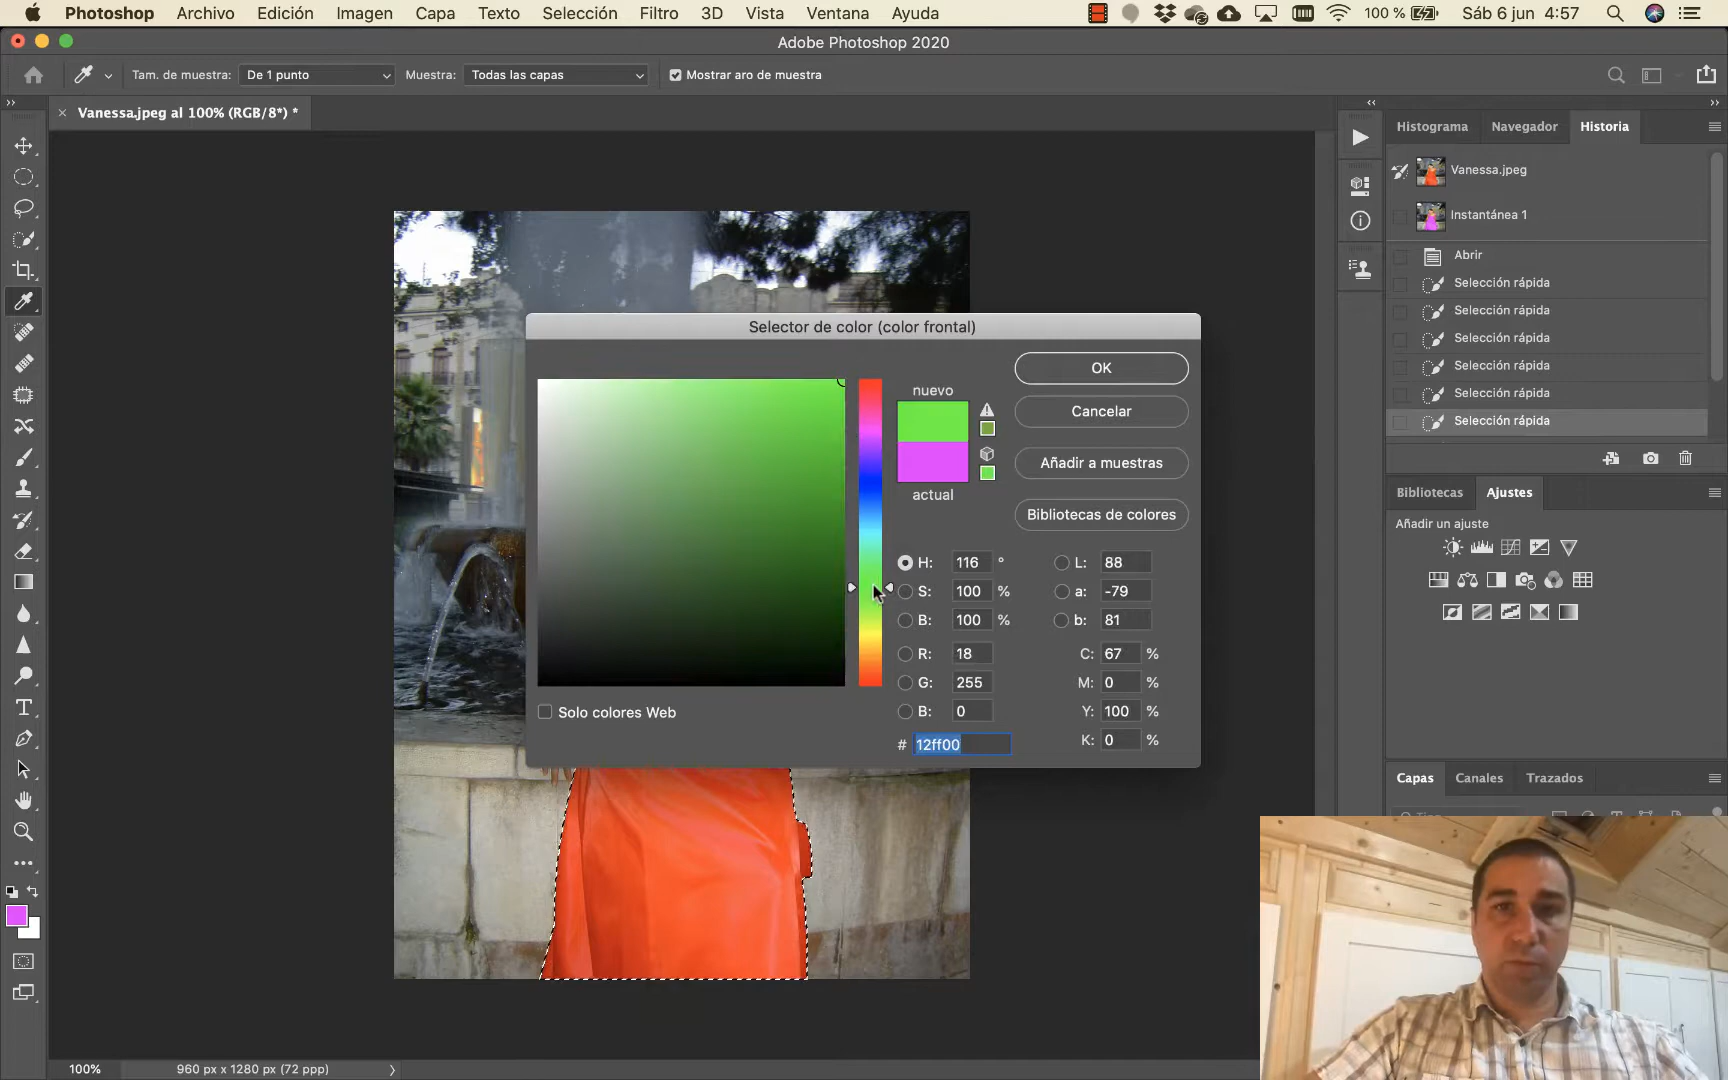 Photoshop Archivo Edición Imagen Capa Texto Selección Filtro 3D Vista Ventana Ayuda 100 % Sáb 6 jun 4:57
Adobe Photoshop 2020
Tam. de muestra: De 1 punto Muestra: Todas las capas Mostrar aro de muestra
Vanessa.jpeg al 100% (RGB/8*) *
Histograma Navegador Historia
Vanessa.jpeg
Instantánea 1
Abrir
Selección rápida
Selección rápida
Selección rápida
Selección rápida
Selección rápida
Selección rápida
Bibliotecas Ajustes
Añadir un ajuste
Capas Canales Trazados
Selector de color (color frontal)
nuevo
actual
OK
Cancelar
Añadir a muestras
Bibliotecas de colores
H: 116 ° L: 88
S: 100 % a: -79
B: 100 % b: 81
R: 18 C: 67 %
G: 255 M: 0 %
B: 0 Y: 100 %
# 12ff00 K: 0 %
Solo colores Web
100% 960 px x 1280 px (72 ppp)